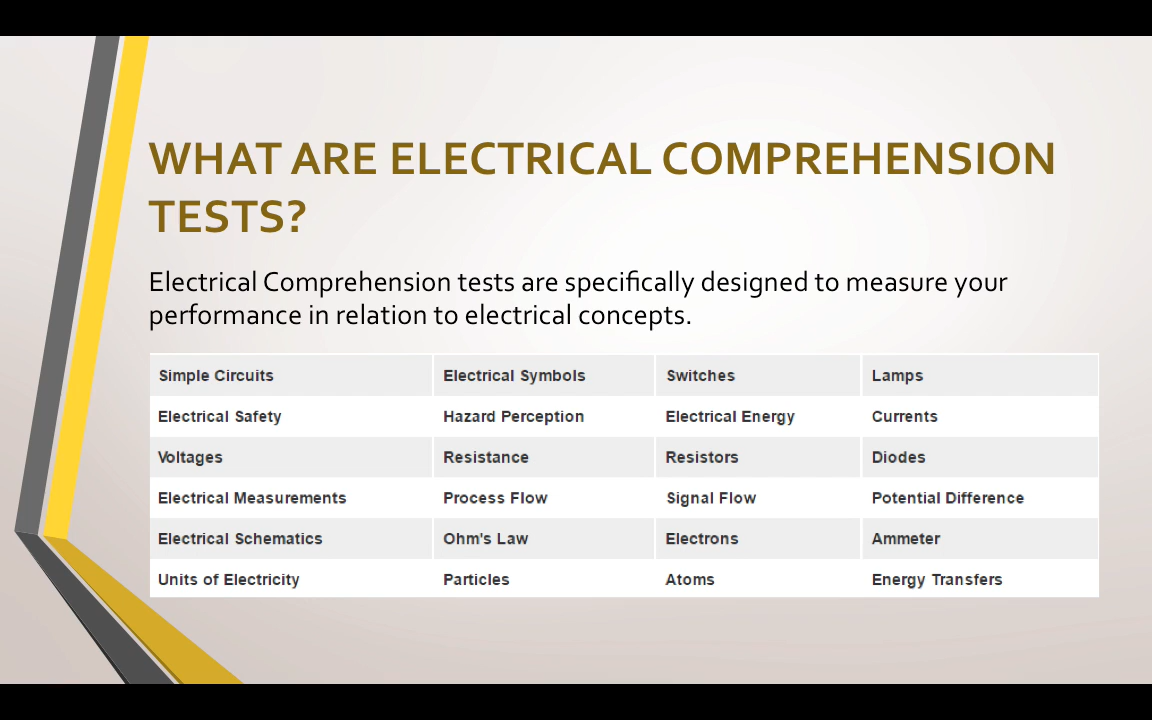 WHAT ARE ELECTRICAL COMPREHENSION
TESTS?
Electrical Comprehension tests are specifically designed to measure your
performance in relation to electrical concepts.
Simple Circuits Electrical Symbols Switches Lamps
Electrical Safety Hazard Perception Electrical Energy Currents
Voltages Resistance Resistors Diodes
Electrical Measurements Process Flow Signal Flow Potential Difference
Electrical Schematics Ohm's Law Electrons Ammeter
Units of Electricity Particles Atoms Energy Transfers